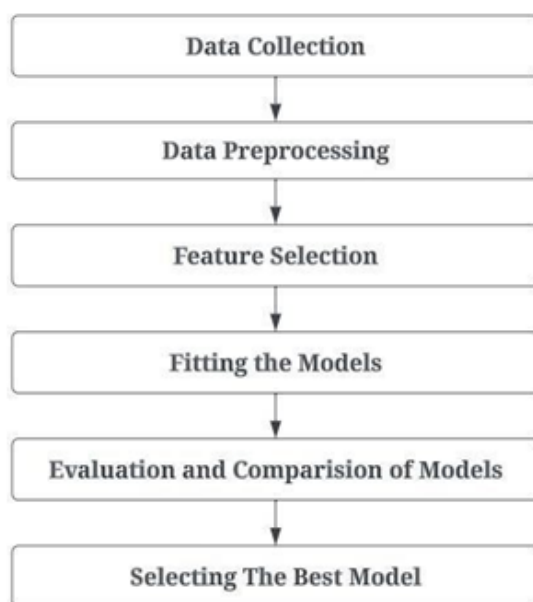 Data Collection
Data Preprocessing
Feature Selection
Fitting the Models
Evaluation and Comparision of Models
Selecting The Best Model